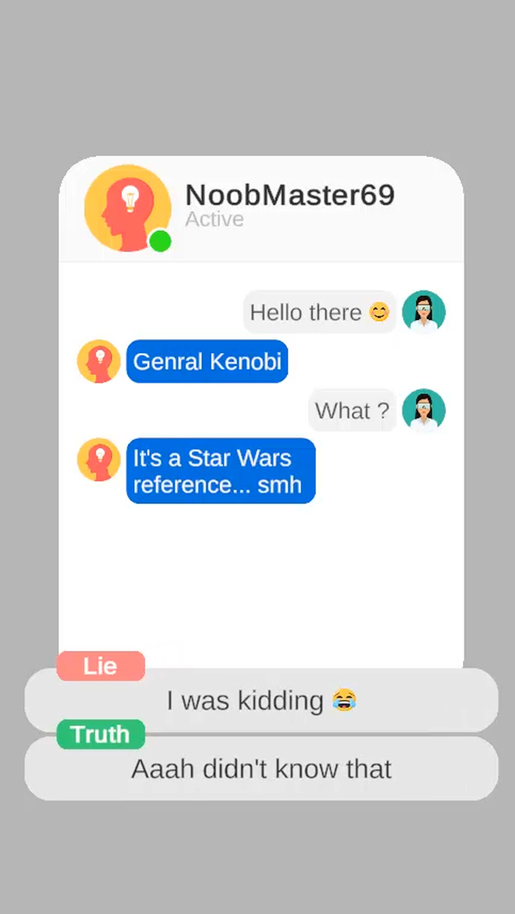 NoobMaster69
Active
Hello there 😊
Genral Kenobi
What ?
It's a Star Wars
reference... smh
Lie
I was kidding 😂
Truth
Aaah didn't know that